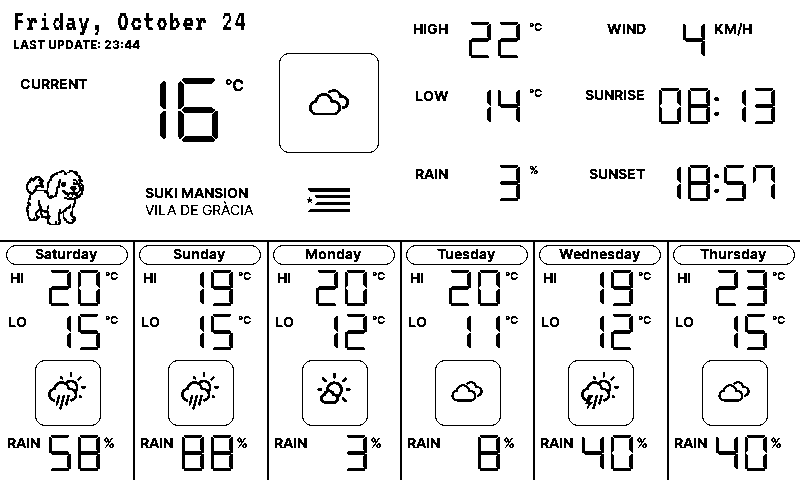 Friday, October 24
LAST UPDATE: 23:44
CURRENT 16 °C
HIGH 22 °C
LOW 14 °C
RAIN 3 %
WIND 4 KM/H
SUNRISE 08:13
SUNSET 18:57
SUKI MANSION
VILA DE GRÀCIA
Saturday
HI 20 °C
LO 15 °C
RAIN 58 %
Sunday
HI 19 °C
LO 15 °C
RAIN 88 %
Monday
HI 20 °C
LO 12 °C
RAIN 3 %
Tuesday
HI 20 °C
LO 11 °C
RAIN 8 %
Wednesday
HI 19 °C
LO 12 °C
RAIN 40 %
Thursday
HI 23 °C
LO 15 °C
RAIN 40 %